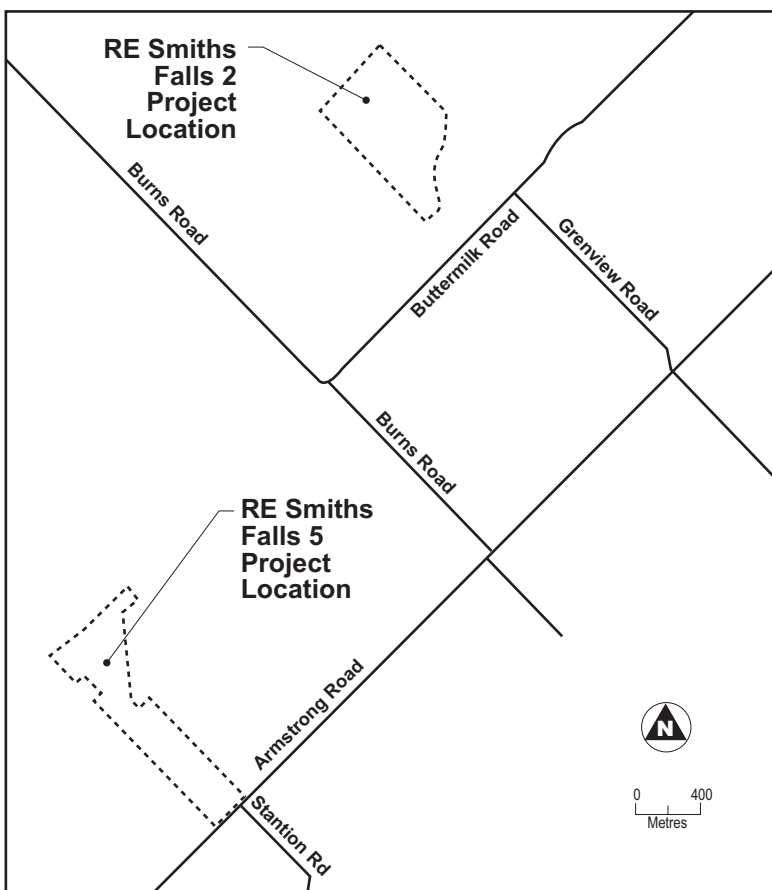 RE Smiths
Falls 2
Project
Location
Burns Road
Buttermilk Road
Grenview Road
Burns Road
RE Smiths
Falls 5
Project
Location
Armstrong Road
Stantion Rd
N
0 400
Metres